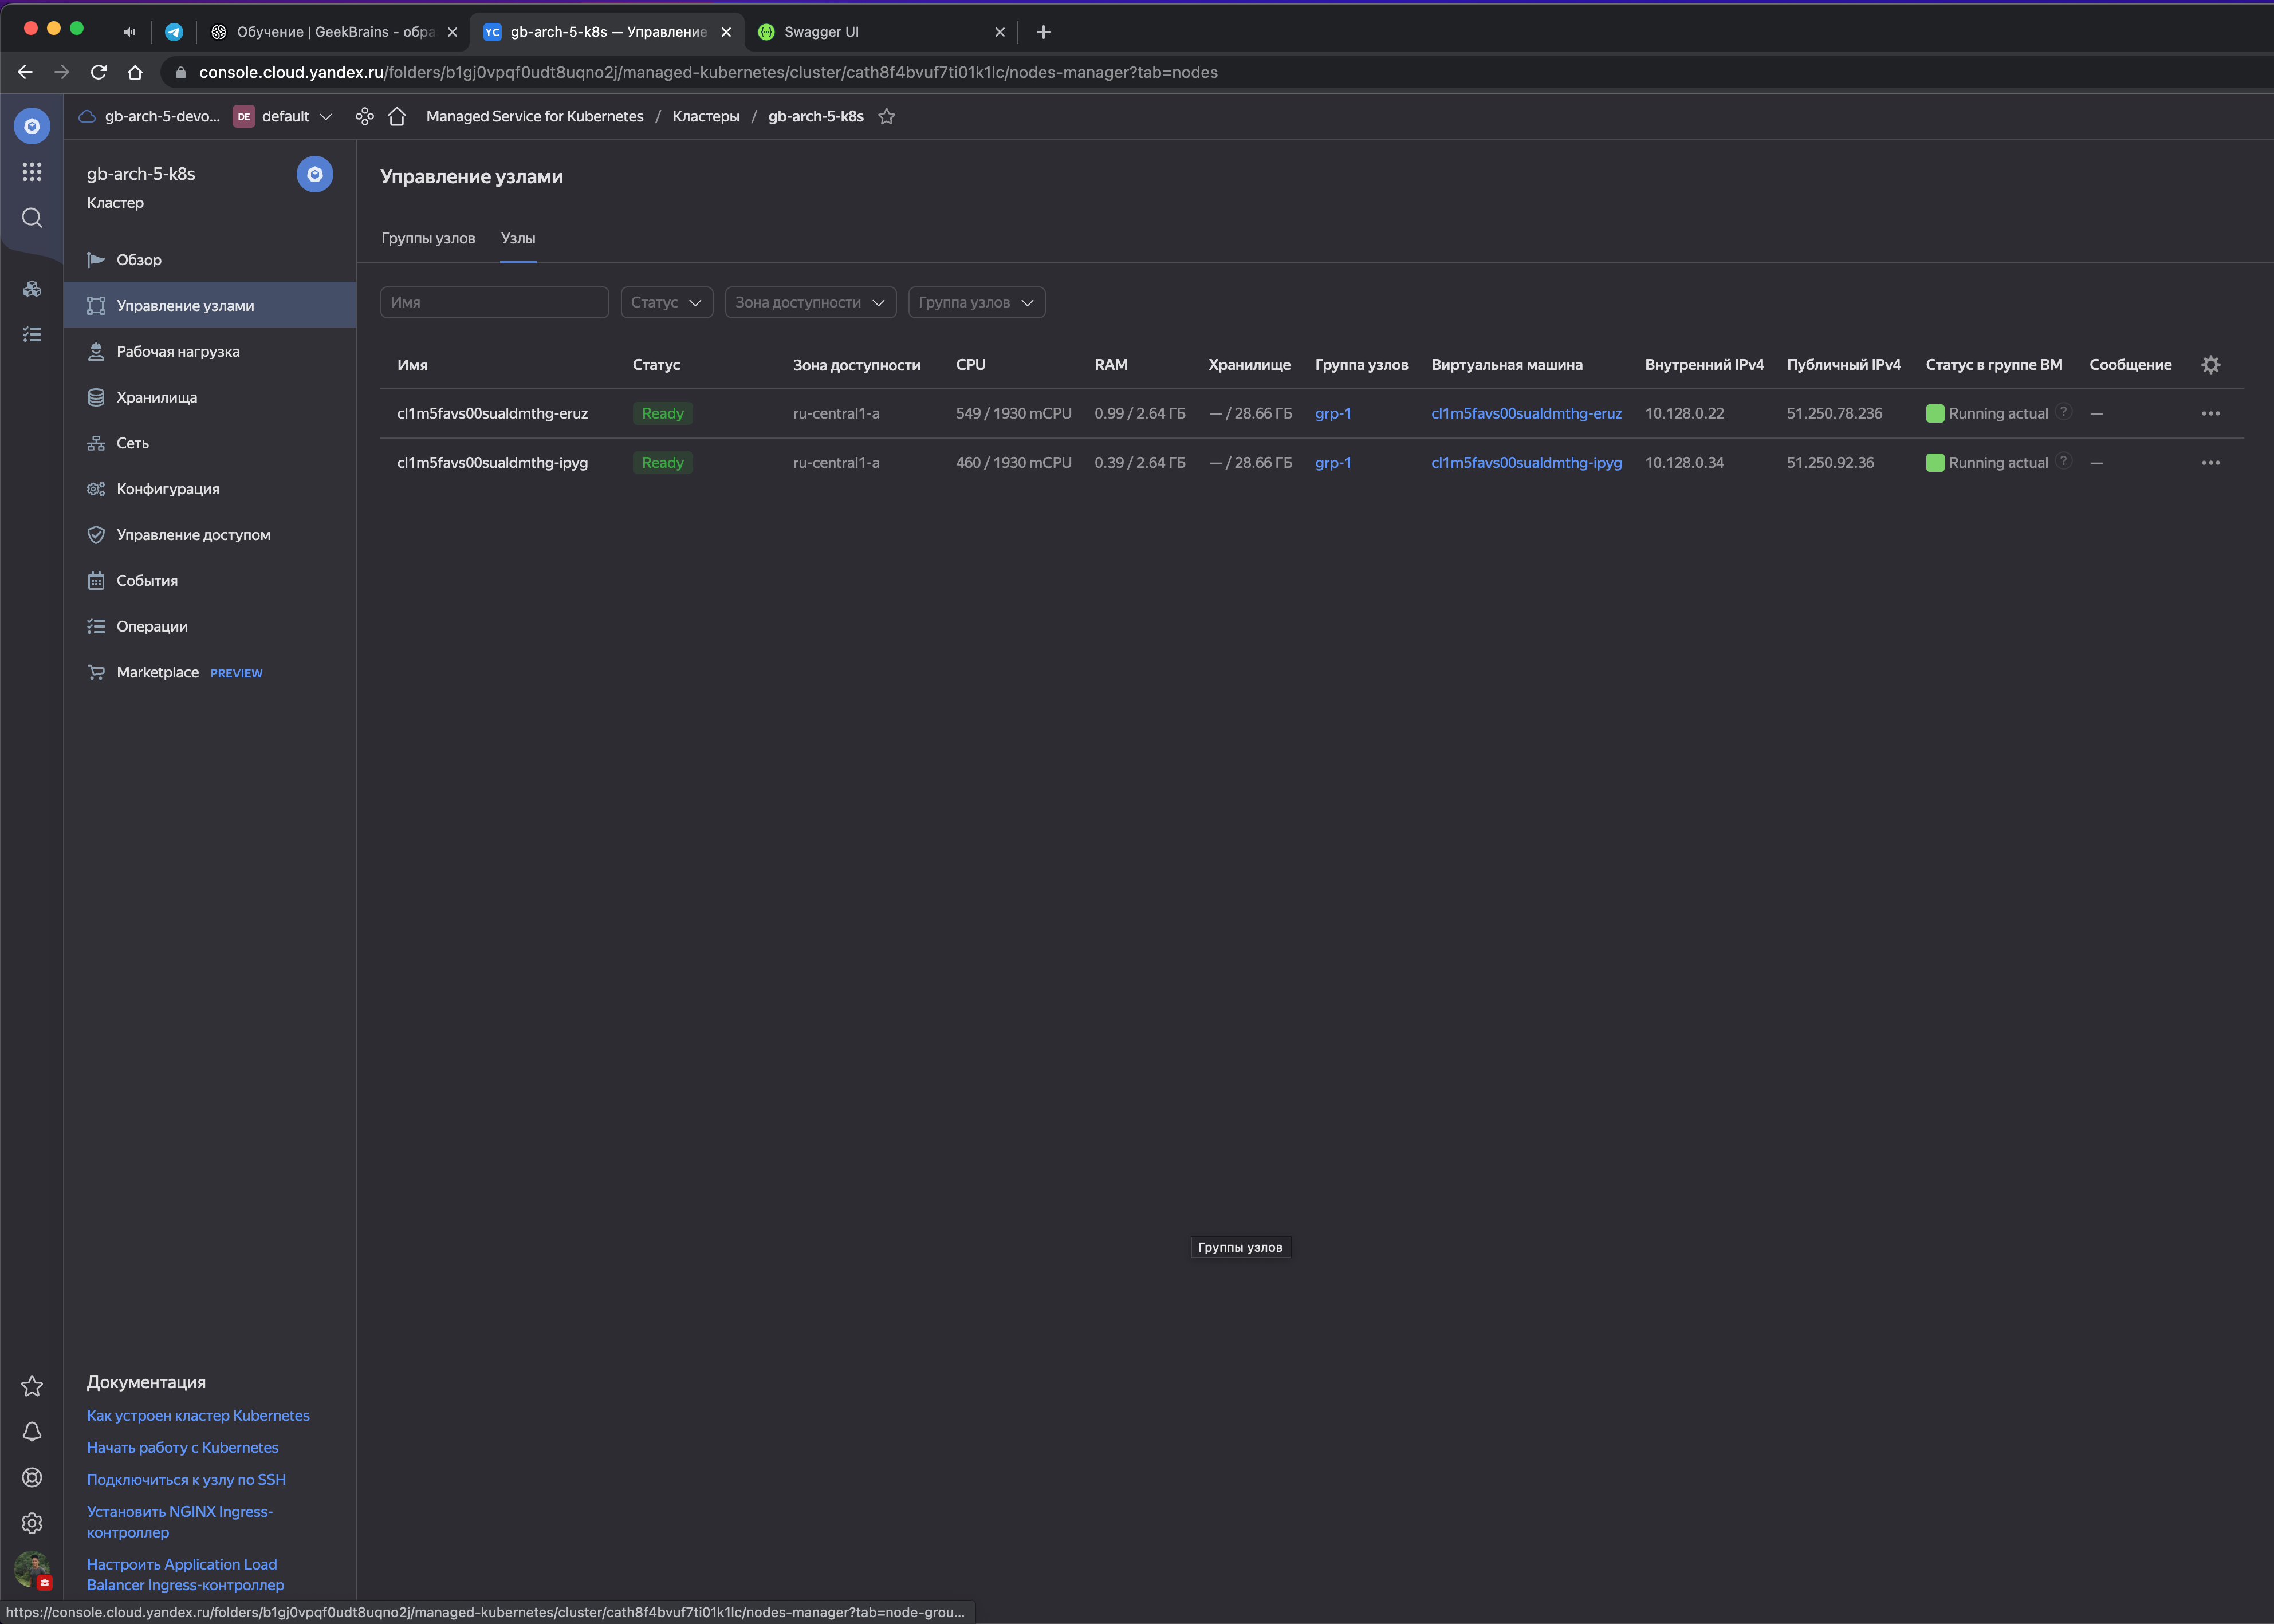 Обучение | GeekBrains - обра
YC gb-arch-5-k8s — Управление
Swagger UI
console.cloud.yandex.ru/folders/b1gj0vpqf0udt8uqno2j/managed-kubernetes/cluster/cath8f4bvuf7ti01k1lc/nodes-manager?tab=nodes
gb-arch-5-devo... DE default Managed Service for Kubernetes / Кластеры / gb-arch-5-k8s
gb-arch-5-k8s
Кластер
Обзор
Управление узлами
Рабочая нагрузка
Хранилища
Сеть
Конфигурация
Управление доступом
События
Операции
Marketplace PREVIEW
Документация
Как устроен кластер Kubernetes
Начать работу с Kubernetes
Подключиться к узлу по SSH
Установить NGINX Ingress-
контроллер
Настроить Application Load
Balancer Ingress-контроллер
Управление узлами
Группы узлов Узлы
Имя Статус Зона доступности Группа узлов
Имя Статус Зона доступности CPU RAM Хранилище Группа узлов Виртуальная машина Внутренний IPv4 Публичный IPv4 Статус в группе ВМ Сообщение
cl1m5favs00sualdmthg-eruz Ready ru-central1-a 549 / 1930 mCPU 0.99 / 2.64 ГБ — / 28.66 ГБ grp-1 cl1m5favs00sualdmthg-eruz 10.128.0.22 51.250.78.236 Running actual ? —
cl1m5favs00sualdmthg-ipyg Ready ru-central1-a 460 / 1930 mCPU 0.39 / 2.64 ГБ — / 28.66 ГБ grp-1 cl1m5favs00sualdmthg-ipyg 10.128.0.34 51.250.92.36 Running actual ? —
Группы узлов
https://console.cloud.yandex.ru/folders/b1gj0vpqf0udt8uqno2j/managed-kubernetes/cluster/cath8f4bvuf7ti01k1lc/nodes-manager?tab=node-grou...